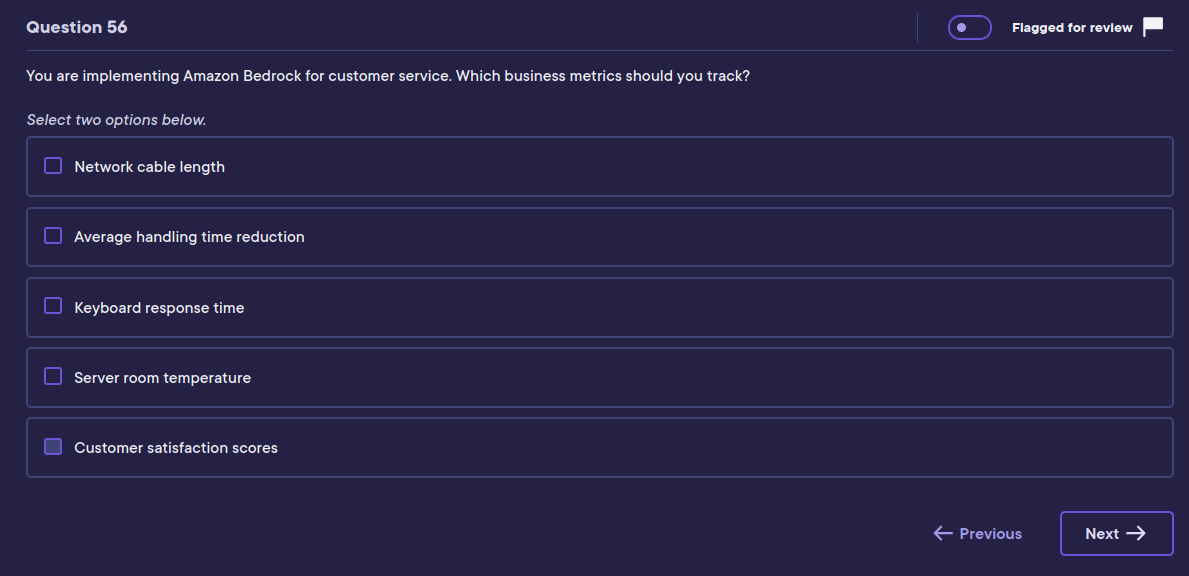 Question 56
Flagged for review
You are implementing Amazon Bedrock for customer service. Which business metrics should you track?
Select two options below.
Network cable length
Average handling time reduction
Keyboard response time
Server room temperature
Customer satisfaction scores
Previous
Next